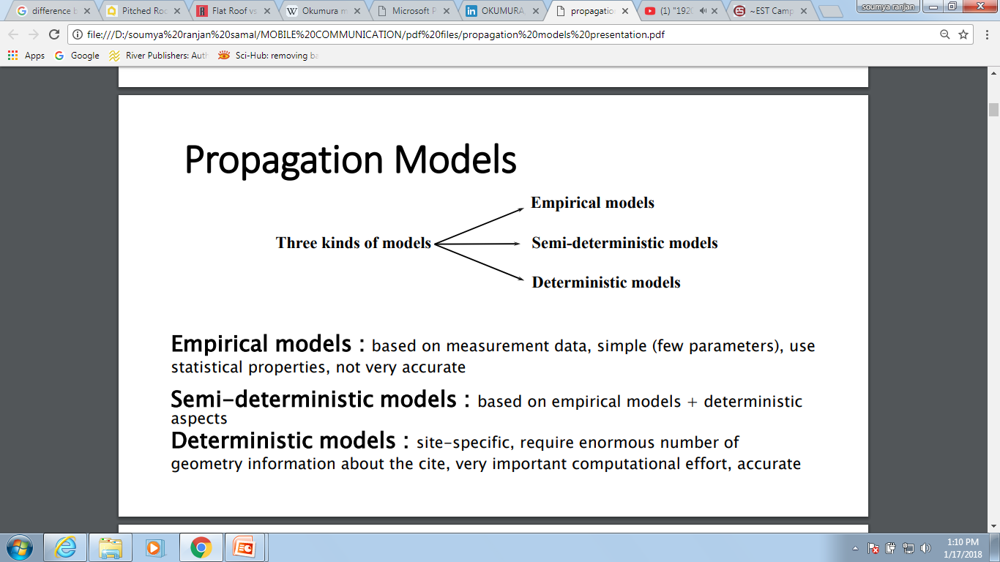 difference b
Pitched Roo
Flat Roof vs
Okumura m
Microsoft P
OKUMURA,
propagation
(1) "1920
~EST Camp
soumya ranjan
file:///D:/soumya%20ranjan%20samal/MOBILE%20COMMUNICATION/pdf%20files/propagation%20models%20presentation.pdf
Apps
Google
River Publishers: Auth
Sci-Hub: removing ba
Propagation Models
Empirical models
Three kinds of models
Semi-deterministic models
Deterministic models
Empirical models : based on measurement data, simple (few parameters), use
statistical properties, not very accurate
Semi-deterministic models : based on empirical models + deterministic
aspects
Deterministic models : site-specific, require enormous number of
geometry information about the cite, very important computational effort, accurate
1:10 PM
1/17/2018